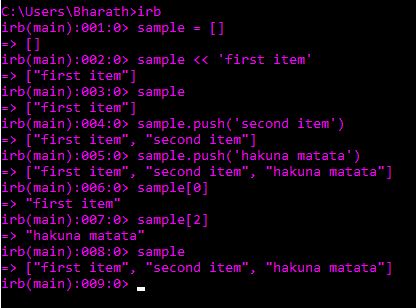 C:\Users\Bharath>irb
irb(main):001:0> sample = []
=> []
irb(main):002:0> sample << 'first item'
=> ["first item"]
irb(main):003:0> sample
=> ["first item"]
irb(main):004:0> sample.push('second item')
=> ["first item", "second item"]
irb(main):005:0> sample.push('hakuna matata')
=> ["first item", "second item", "hakuna matata"]
irb(main):006:0> sample[0]
=> "first item"
irb(main):007:0> sample[2]
=> "hakuna matata"
irb(main):008:0> sample
=> ["first item", "second item", "hakuna matata"]
irb(main):009:0>